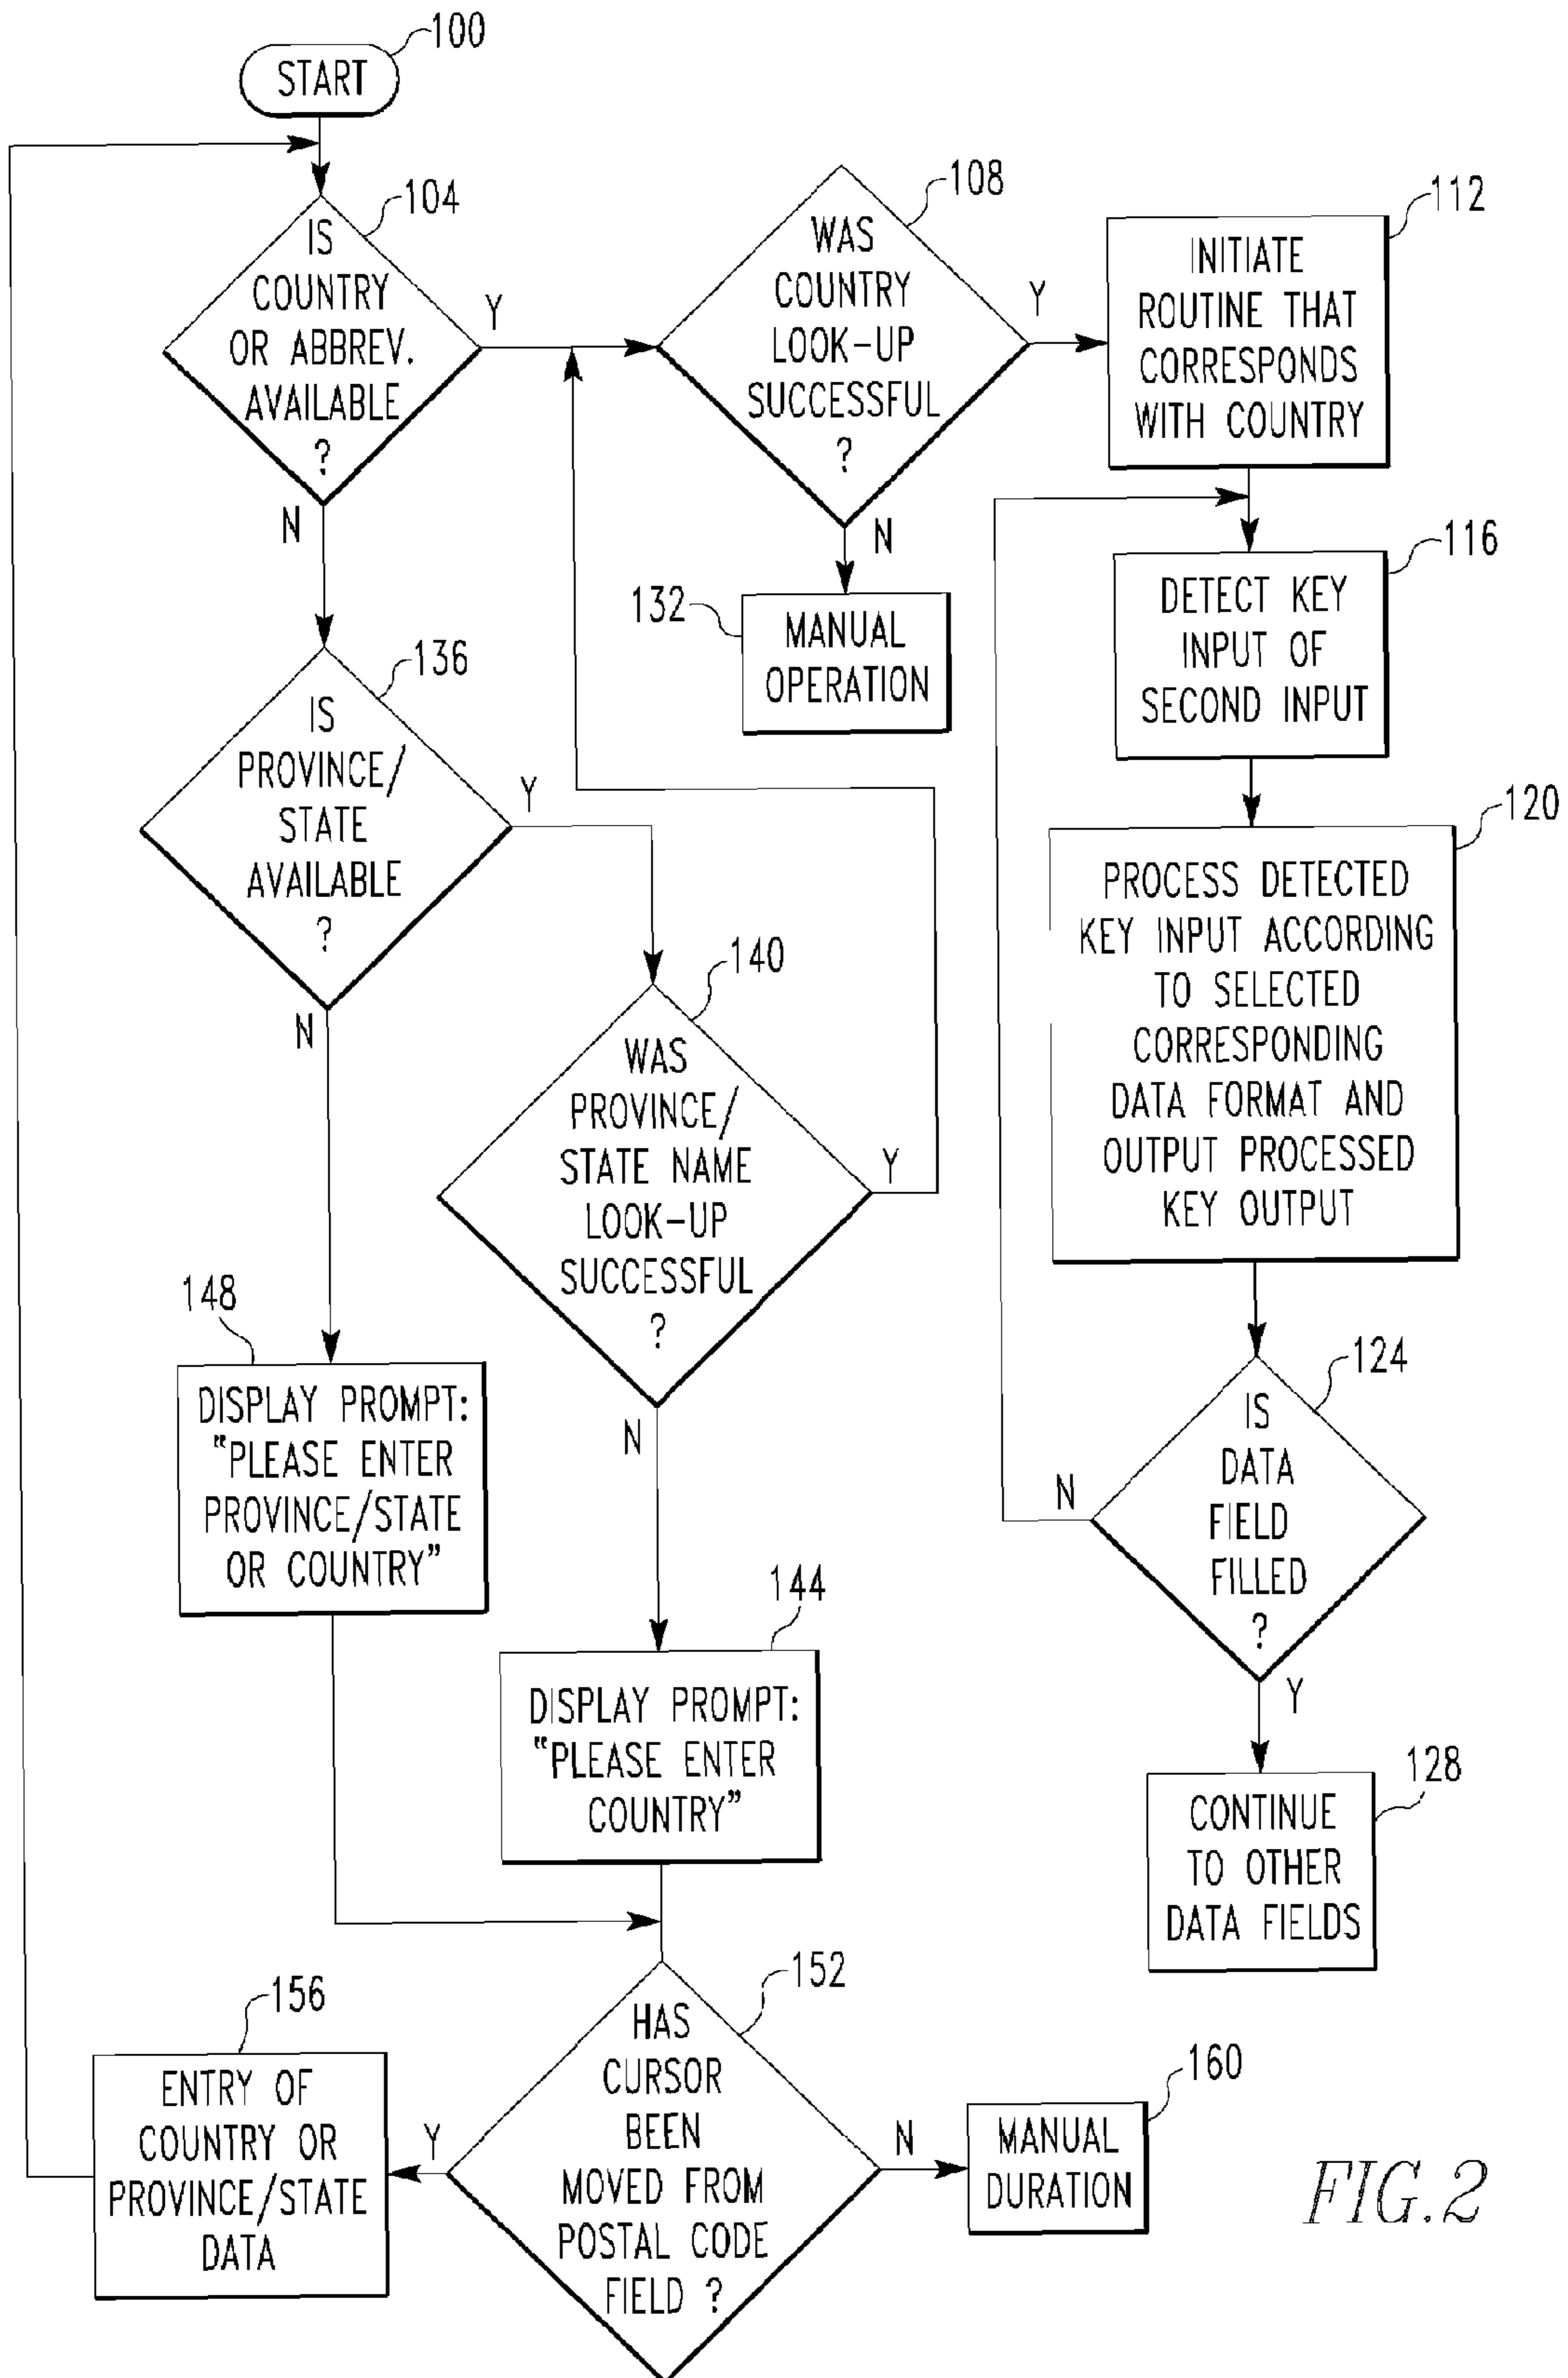 100
START
104
IS
COUNTRY
OR ABBREV.
AVAILABLE
?
Y
N
108
WAS
COUNTRY
LOOK-UP
SUCCESSFUL
?
Y
N
112
INITIATE
ROUTINE THAT
CORRESPONDS
WITH COUNTRY
132
MANUAL
OPERATION
116
DETECT KEY
INPUT OF
SECOND INPUT
136
IS
PROVINCE/
STATE
AVAILABLE
?
Y
N
120
PROCESS DETECTED
KEY INPUT ACCORDING
TO SELECTED
CORRESPONDING
DATA FORMAT AND
OUTPUT PROCESSED
KEY OUTPUT
140
WAS
PROVINCE/
STATE NAME
LOOK-UP
SUCCESSFUL
?
Y
N
148
DISPLAY PROMPT:
"PLEASE ENTER
PROVINCE/STATE
OR COUNTRY"
124
IS
DATA
FIELD
FILLED
?
N
Y
144
DISPLAY PROMPT:
"PLEASE ENTER
COUNTRY"
128
CONTINUE
TO OTHER
DATA FIELDS
152
HAS
CURSOR
BEEN
MOVED FROM
POSTAL CODE
FIELD ?
Y
N
156
ENTRY OF
COUNTRY OR
PROVINCE/STATE
DATA
160
MANUAL
DURATION
FIG.2